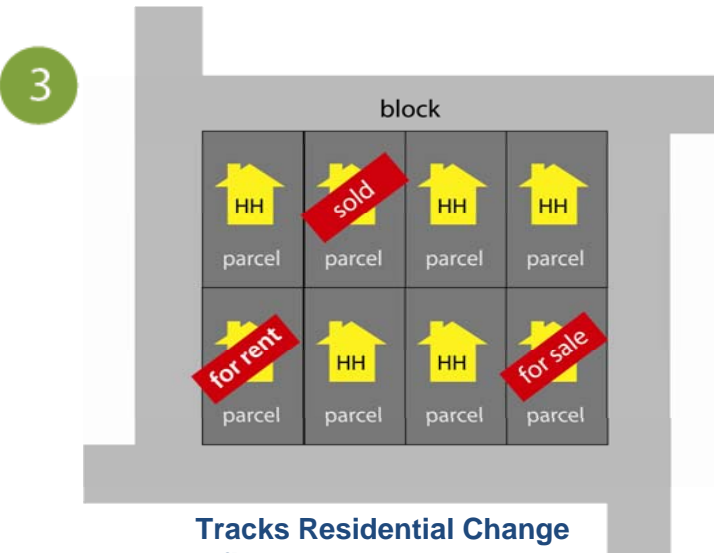 3
block
HH
sold
HH
HH
parcel
parcel
parcel
parcel
for rent
HH
HH
for sale
parcel
parcel
parcel
parcel
Tracks Residential Change